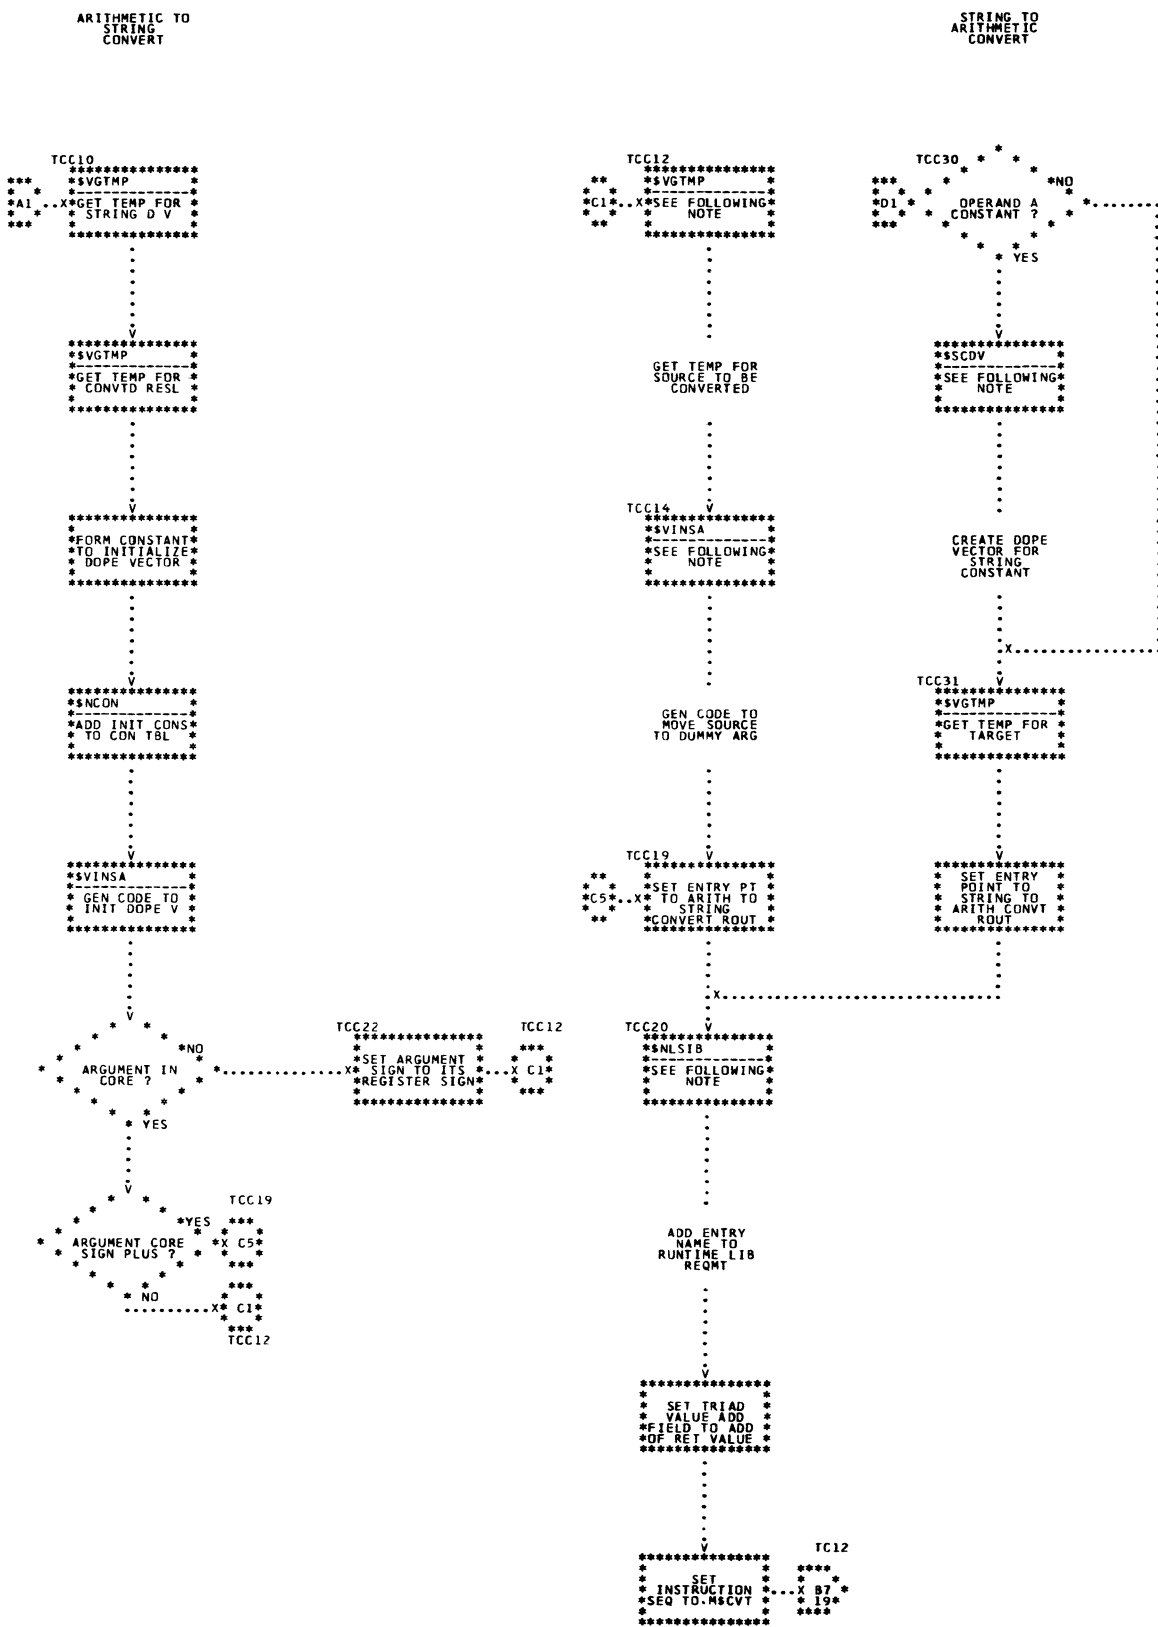 ARITHMETIC TO
STRING
CONVERT
STRING TO
ARITHMETIC
CONVERT
TCC10
A1
$VGTMP
GET TEMP FOR
STRING D V
$VGTMP
GET TEMP FOR
CONVTD RESL
FORM CONSTANT
TO INITIALIZE
DOPE VECTOR
$NCON
ADD INIT CONS
TO CON TBL
$VINSA
GEN CODE TO
INIT DOPE V
ARGUMENT IN
CORE ?
NO
YES
TCC22
SET ARGUMENT
SIGN TO ITS
REGISTER SIGN
TCC12
C1
ARGUMENT CORE
SIGN PLUS ?
YES
TCC19
C5
NO
C1
TCC12
TCC12
C1
$VGTMP
SEE FOLLOWING
NOTE
GET TEMP FOR
SOURCE TO BE
CONVERTED
TCC14
$VINSA
SEE FOLLOWING
NOTE
GEN CODE TO
MOVE SOURCE
TO DUMMY ARG
TCC19
C5
SET ENTRY PT
TO ARITH TO
STRING
CONVERT ROUT
TCC20
$NLSIB
SEE FOLLOWING
NOTE
ADD ENTRY
NAME TO
RUNTIME LIB
REQMT
SET TRIAD
VALUE ADD
FIELD TO ADD
OF RET VALUE
SET
INSTRUCTION
SEQ TO.M$CVT
TC12
B7
I9
TCC30
D1
OPERAND A
CONSTANT ?
NO
YES
$SCDV
SEE FOLLOWING
NOTE
CREATE DOPE
VECTOR FOR
STRING
CONSTANT
TCC31
$VGTMP
GET TEMP FOR
TARGET
SET ENTRY
POINT TO
STRING TO
ARITH CONVT
ROUT